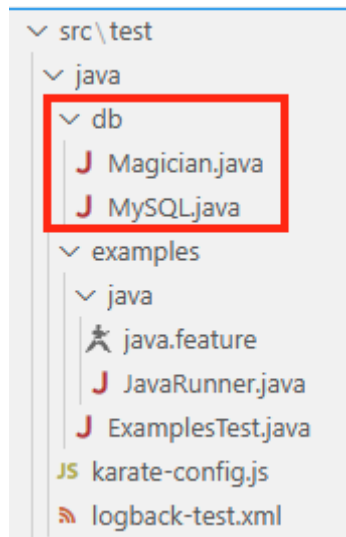 src\test
java
db
J Magician.java
J MySQL.java
examples
java
java.feature
J JavaRunner.java
J ExamplesTest.java
JS karate-config.js
logback-test.xml